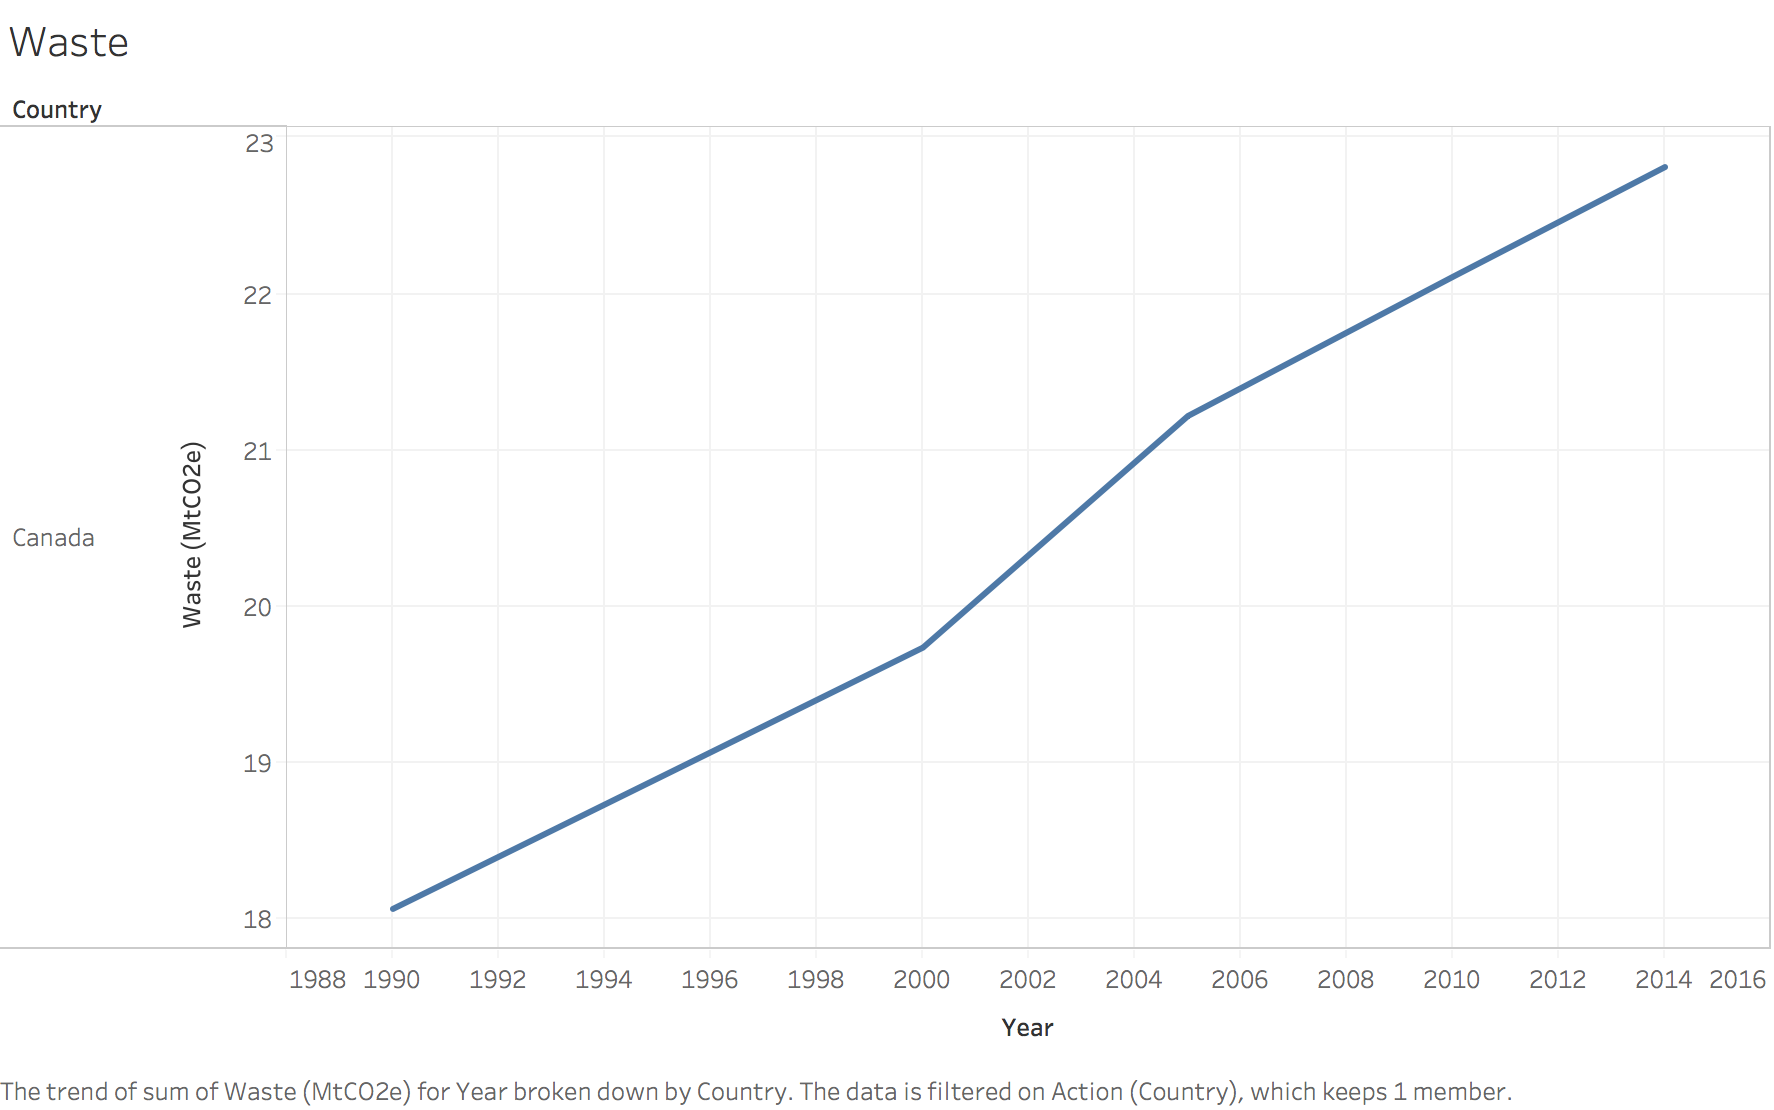 Waste
Country
23
22
21
20
19
18
Waste (MtCO2e)
Canada
1988 1990 1992 1994 1996 1998 2000 2002 2004 2006 2008 2010 2012 2014 2016
Year
The trend of sum of Waste (MtCO2e) for Year broken down by Country. The data is filtered on Action (Country), which keeps 1 member.